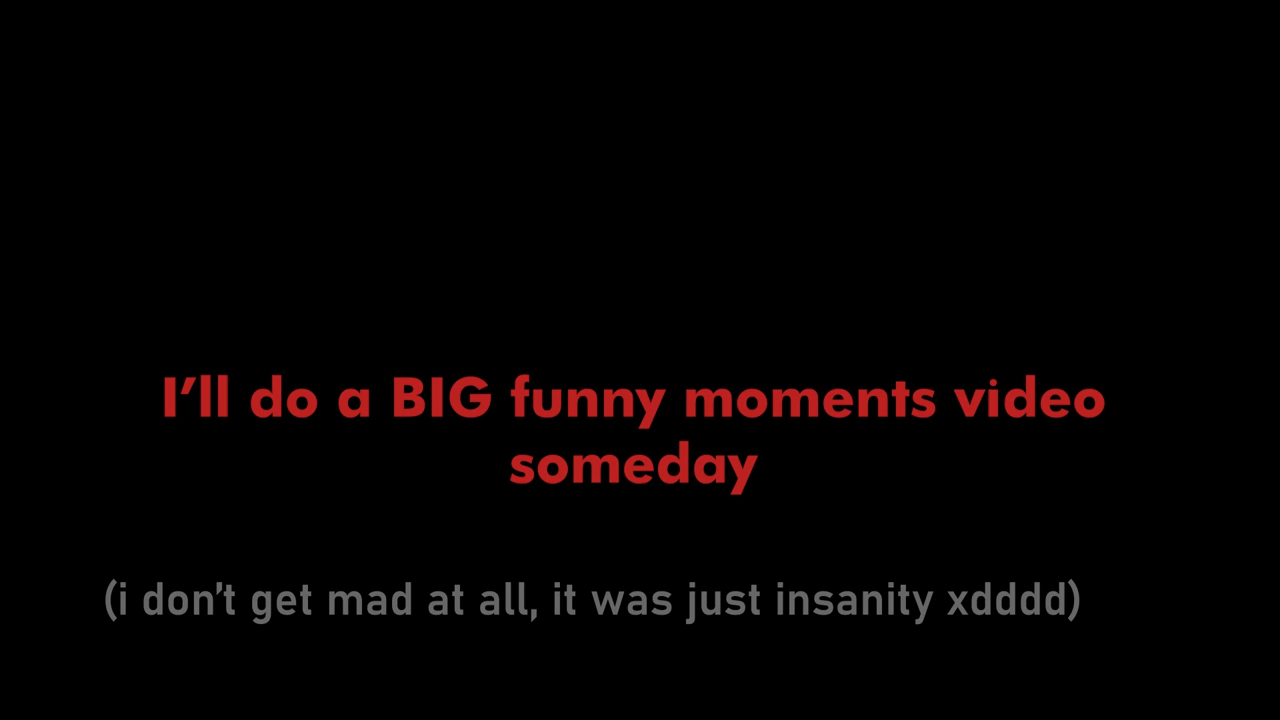 I’ll do a BIG funny moments video
someday
(i don’t get mad at all, it was just insanity xdddd)